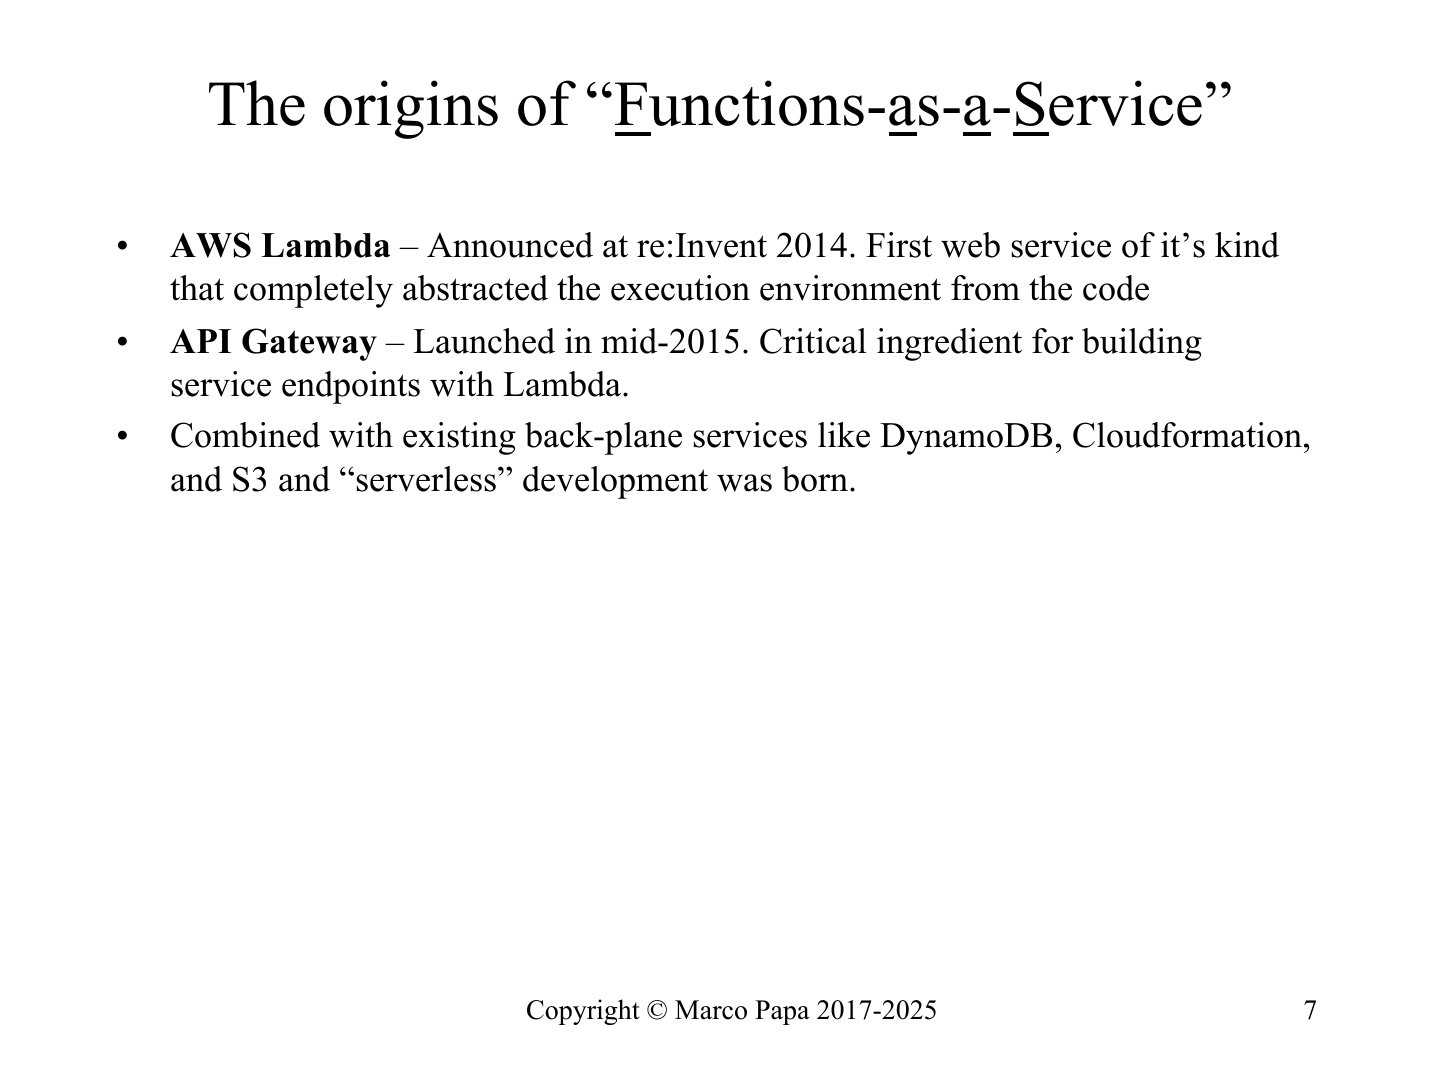 The origins of “Functions-as-a-Service”
• AWS Lambda – Announced at re:Invent 2014. First web service of it’s kind
that completely abstracted the execution environment from the code
• API Gateway – Launched in mid-2015. Critical ingredient for building
service endpoints with Lambda.
• Combined with existing back-plane services like DynamoDB, Cloudformation,
and S3 and “serverless” development was born.
Copyright © Marco Papa 2017-2025
7